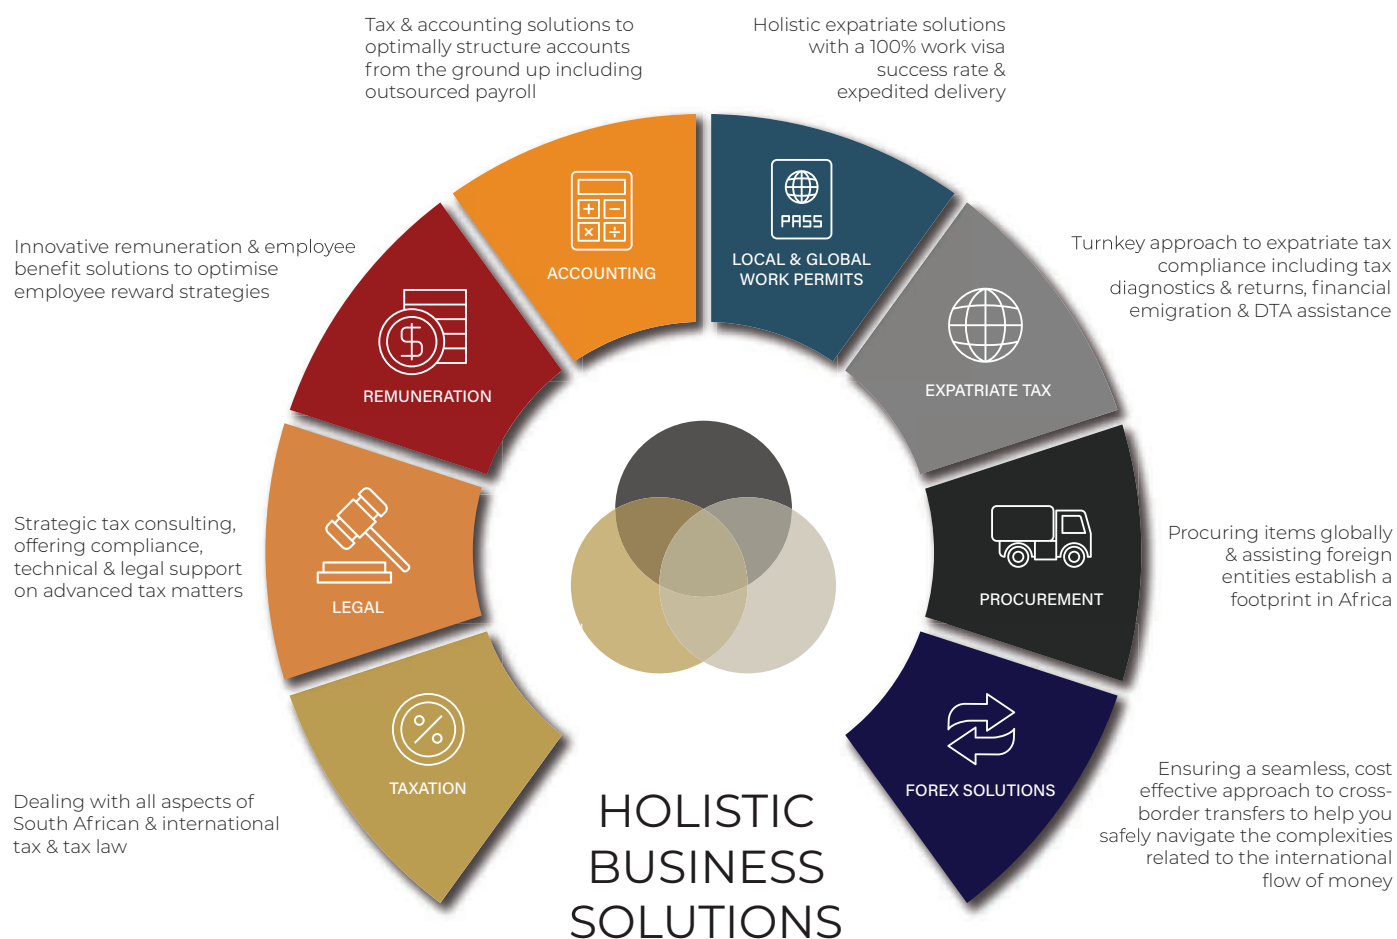 Tax & accounting solutions to
optimally structure accounts
from the ground up including
outsourced payroll
Holistic expatriate solutions
with a 100% work visa
success rate &
expedited delivery
Innovative remuneration & employee
benefit solutions to optimise
employee reward strategies
Turnkey approach to expatriate tax
compliance including tax
diagnostics & returns, financial
emigration & DTA assistance
PASS
ACCOUNTING
LOCAL & GLOBAL
WORK PERMITS
REMUNERATION
EXPATRIATE TAX
Strategic tax consulting,
offering compliance,
technical & legal support
on advanced tax matters
LEGAL
PROCUREMENT
Procuring items globally
& assisting foreign
entities establish a
footprint in Africa
TAXATION
FOREX SOLUTIONS
Dealing with all aspects of
South African & international
tax & tax law
Ensuring a seamless, cost
effective approach to cross-
border transfers to help you
safely navigate the complexities
related to the international
flow of money
HOLISTIC
BUSINESS
SOLUTIONS